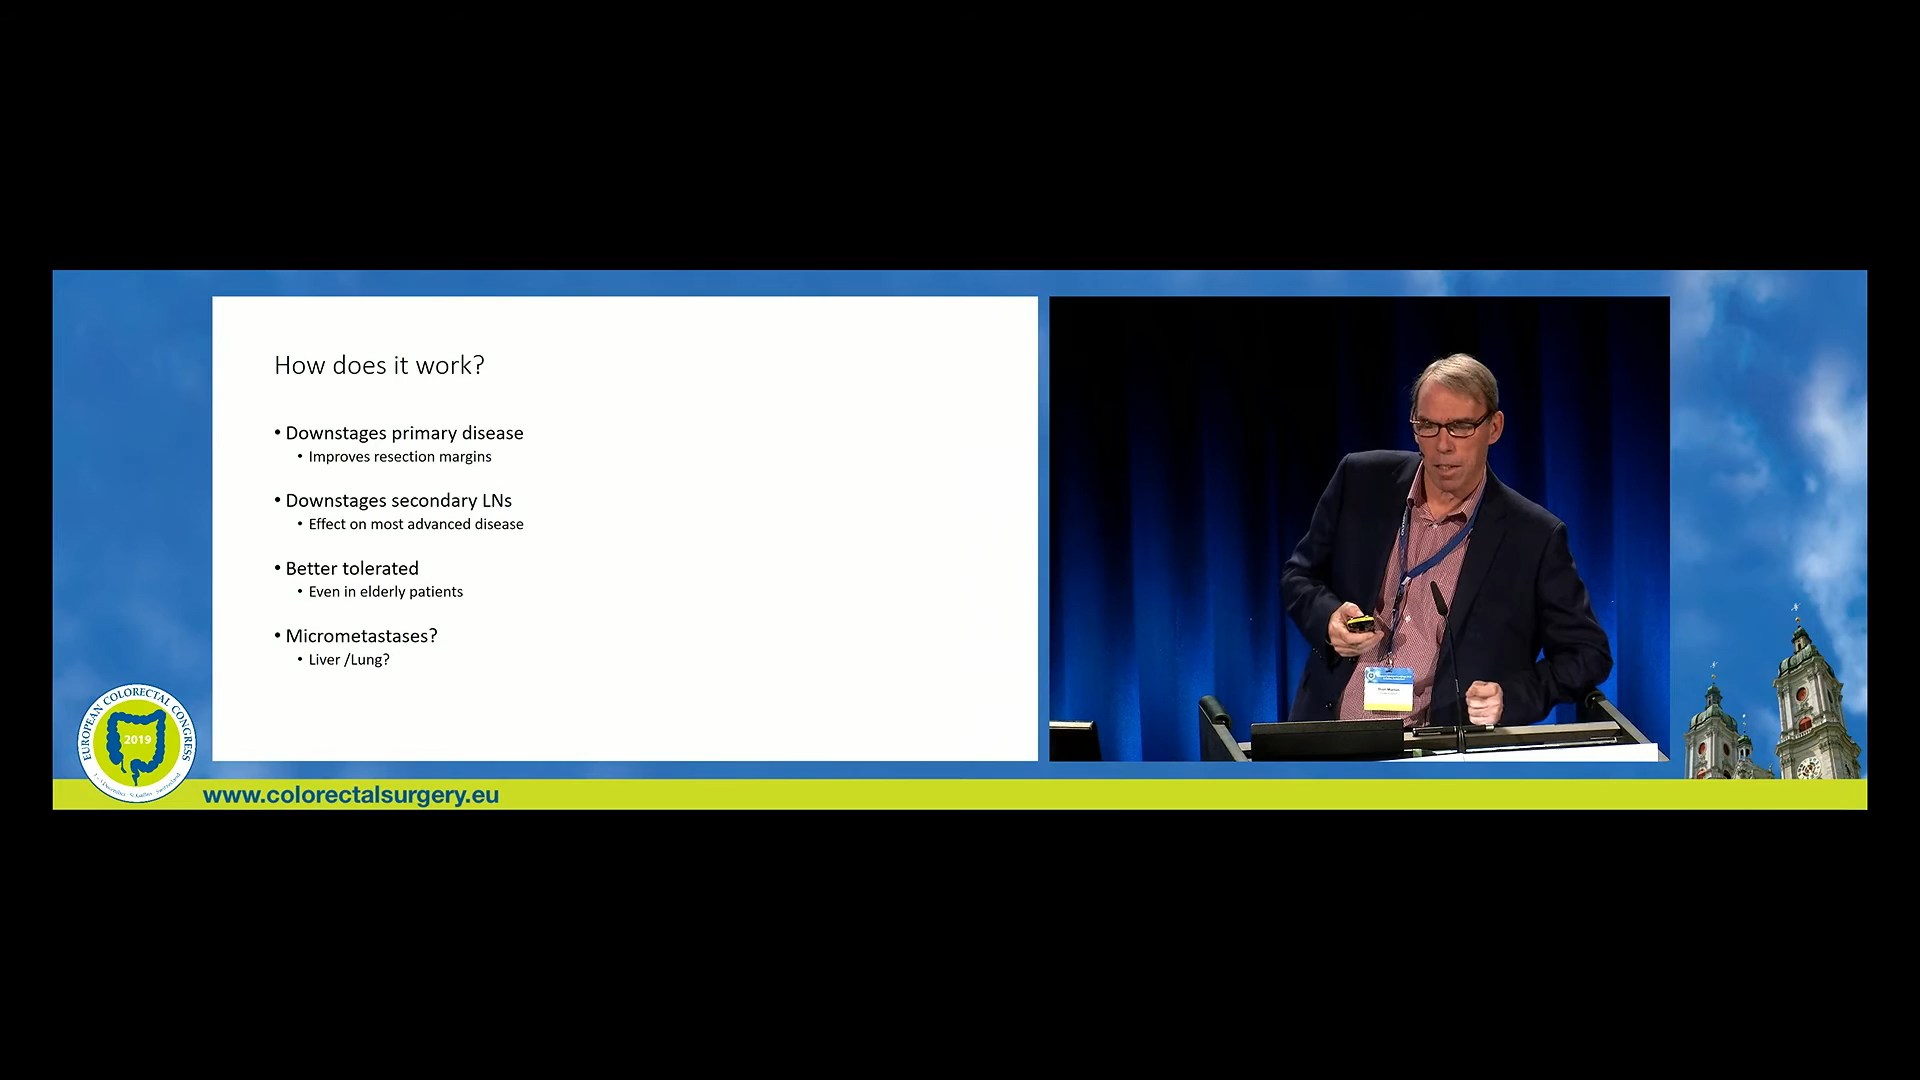 How does it work?
• Downstages primary disease
• Improves resection margins
• Downstages secondary LNs
• Effect on most advanced disease
• Better tolerated
• Even in elderly patients
• Micrometastases?
• Liver /Lung?
EUROPEAN COLORECTAL CONGRESS
2019
www.colorectalsurgery.eu